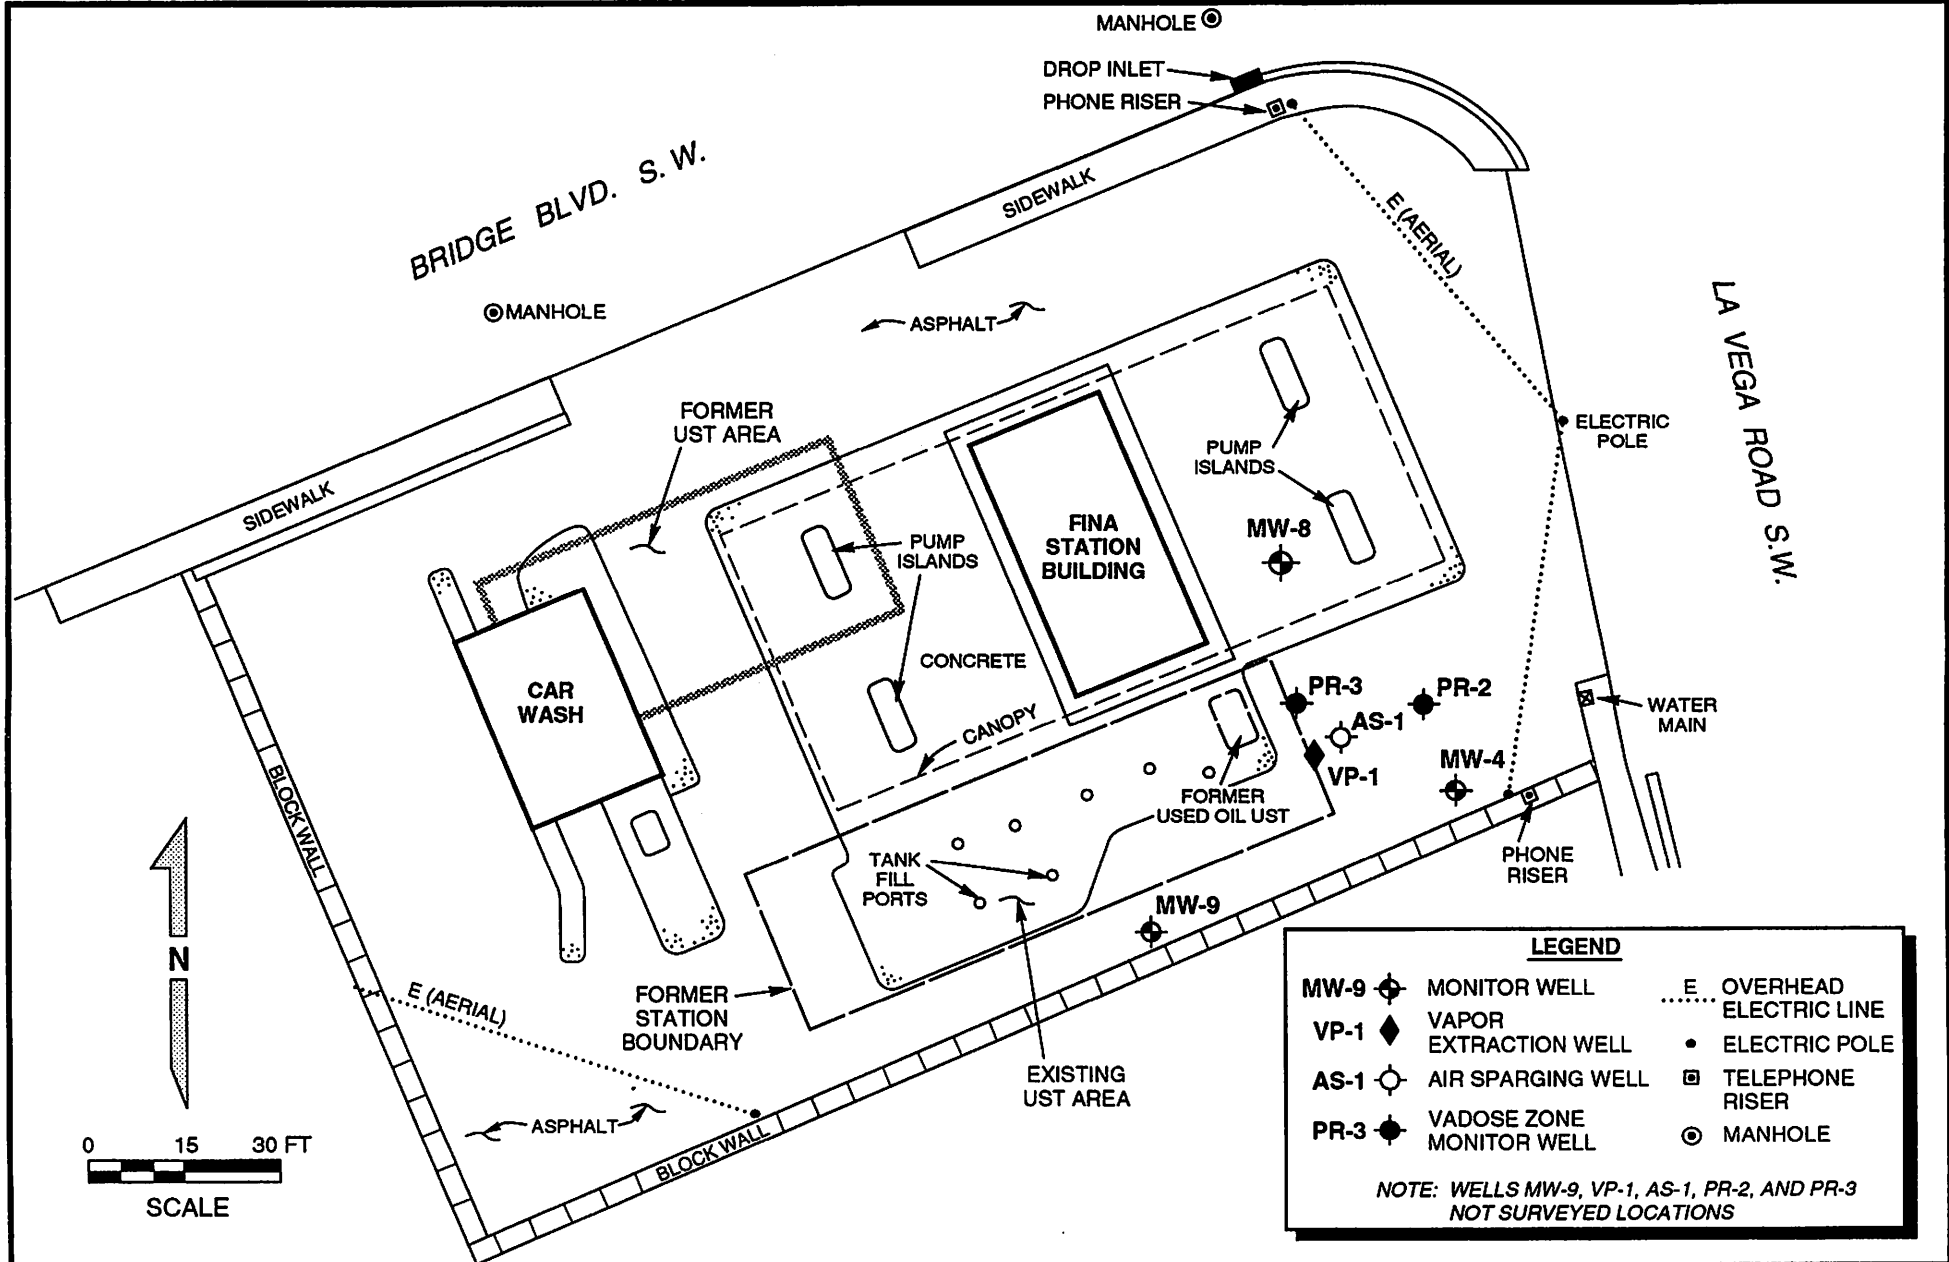 MANHOLE
DROP INLET
PHONE RISER
BRIDGE BLVD. S. W.
SIDEWALK
E (AERIAL)
MANHOLE
ASPHALT
LA VEGA ROAD S.W.
FORMER
UST AREA
ELECTRIC
POLE
PUMP
ISLANDS
SIDEWALK
PUMP
ISLANDS
FINA
STATION
BUILDING
MW-8
CONCRETE
CAR
WASH
PR-3
PR-2
WATER
MAIN
CANOPY
AS-1
VP-1
MW-4
BLOCK WALL
FORMER
USED OIL UST
TANK
FILL
PORTS
PHONE
RISER
MW-9
N
E (AERIAL)
FORMER
STATION
BOUNDARY
EXISTING
UST AREA
ASPHALT
BLOCK WALL
0 15 30 FT
SCALE
LEGEND
MW-9 MONITOR WELL
VP-1 VAPOR
EXTRACTION WELL
AS-1 AIR SPARGING WELL
PR-3 VADOSE ZONE
MONITOR WELL
E OVERHEAD
ELECTRIC LINE
ELECTRIC POLE
TELEPHONE
RISER
MANHOLE
NOTE: WELLS MW-9, VP-1, AS-1, PR-2, AND PR-3
NOT SURVEYED LOCATIONS